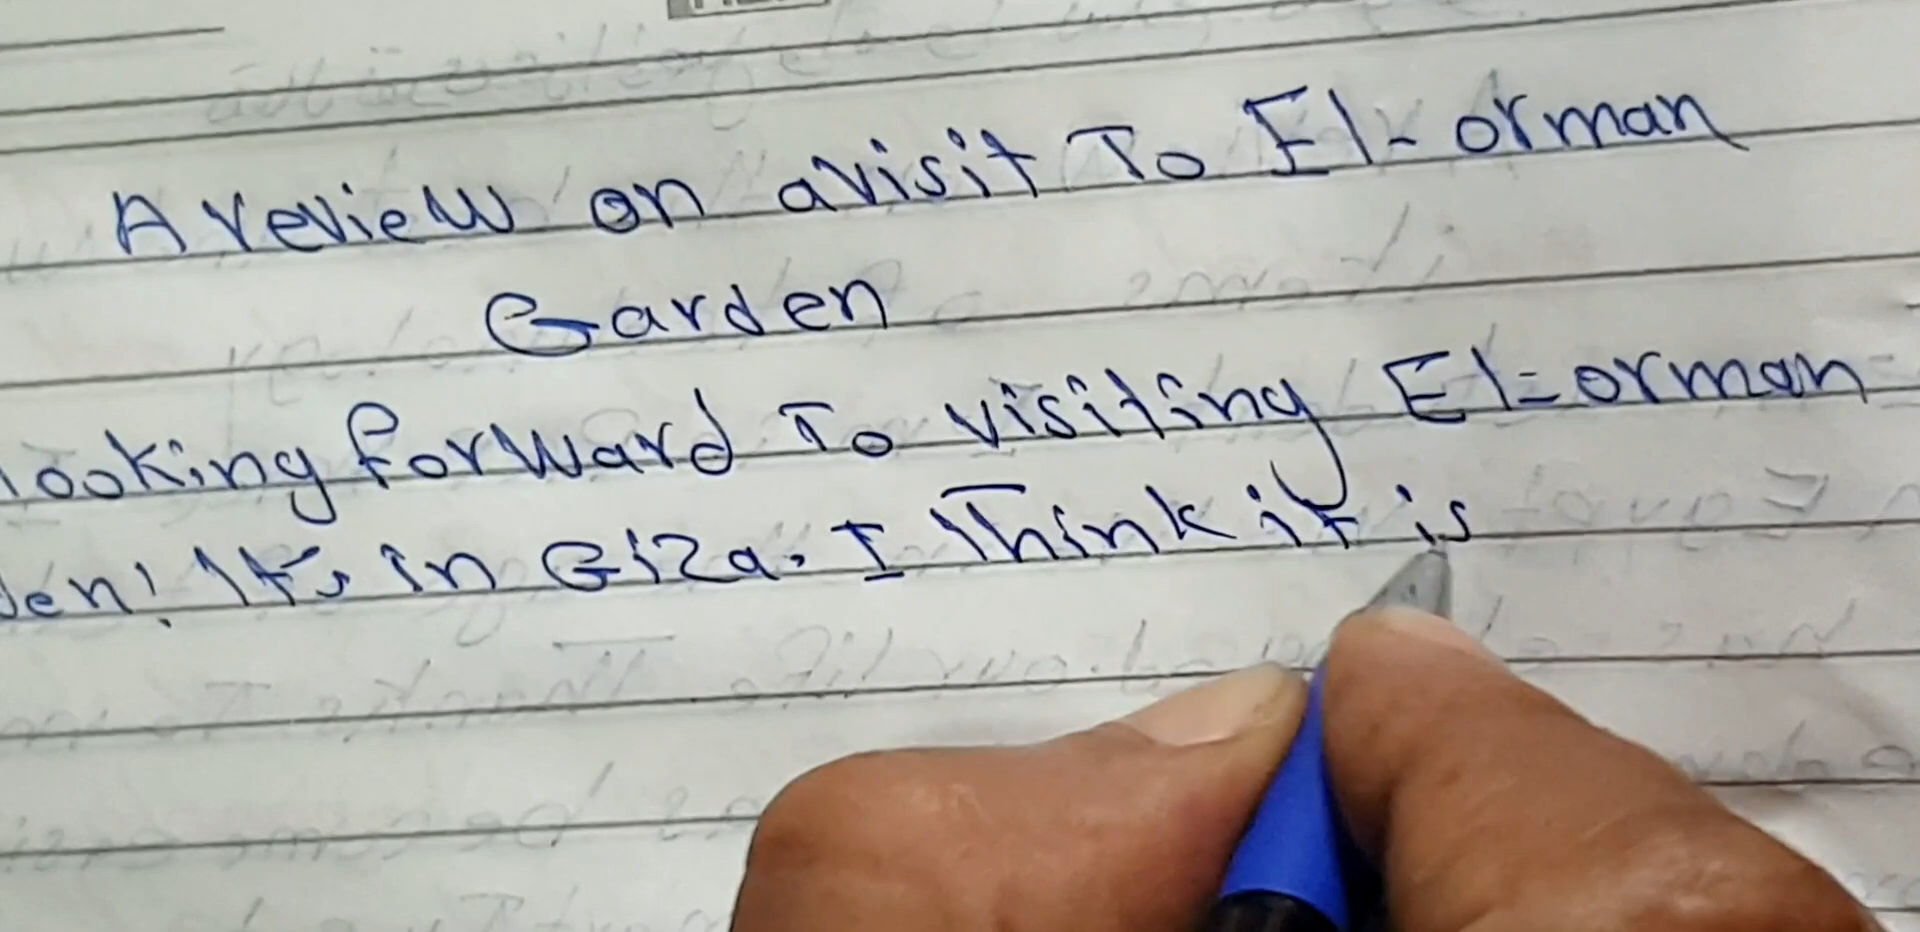 A review on a visit To El-orman
Garden
looking forward To visiting El-orman
den! It's in Giza. I Think it is